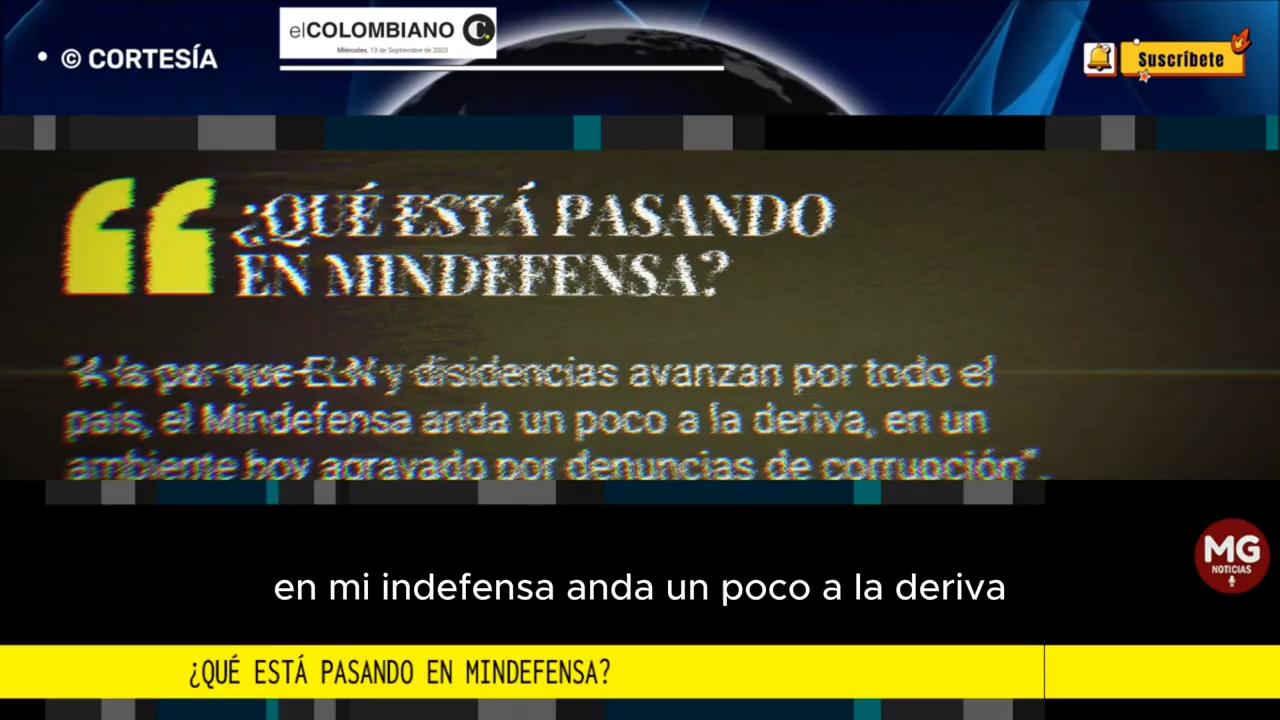 • © CORTESÍA
elCOLOMBIANO C
Miércoles, 13 de Septiembre de 2023
Suscríbete
“ ¿QUÉ ESTÁ PASANDO
EN MINDEFENSA?
"A la par que ELN y disidencias avanzan por todo el
país, el Mindefensa anda un poco a la deriva, en un
ambiente hoy agravado por denuncias de corrupción".
MG
NOTICIAS
en mi indefensa anda un poco a la deriva
¿QUÉ ESTÁ PASANDO EN MINDEFENSA?